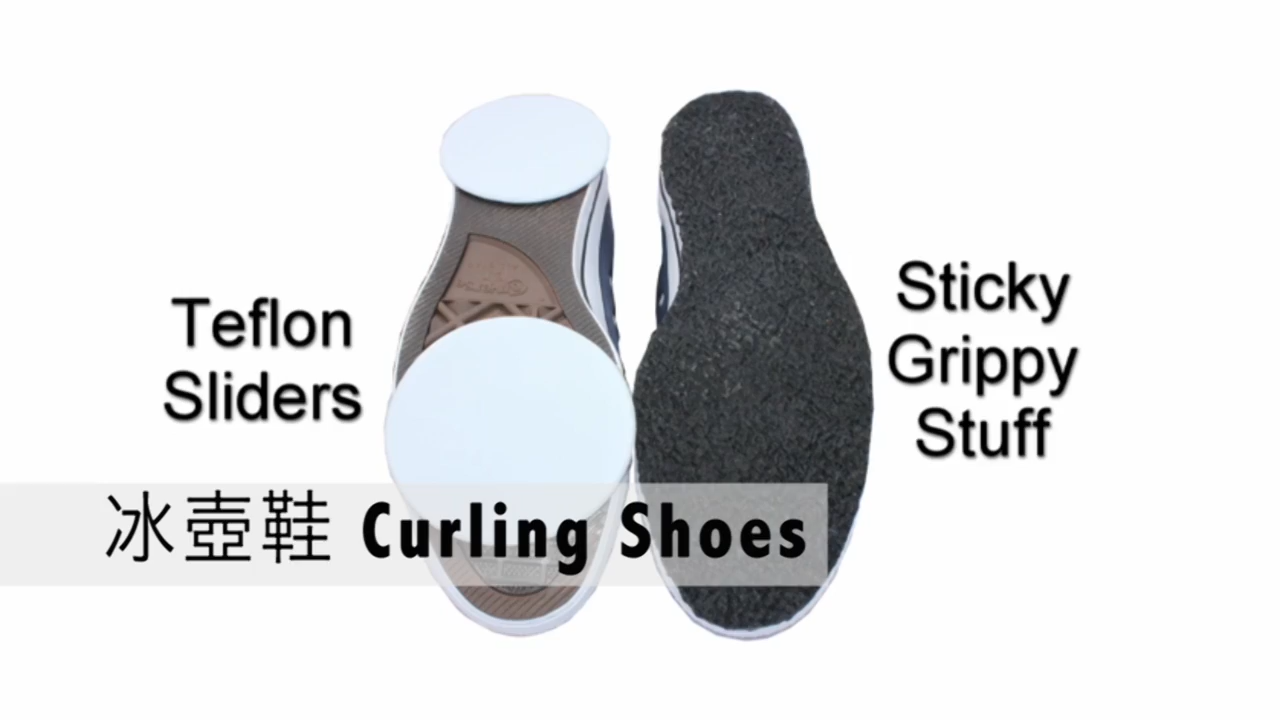 Teflon
Sliders
Sticky
Grippy
Stuff
冰壺鞋 Curling Shoes